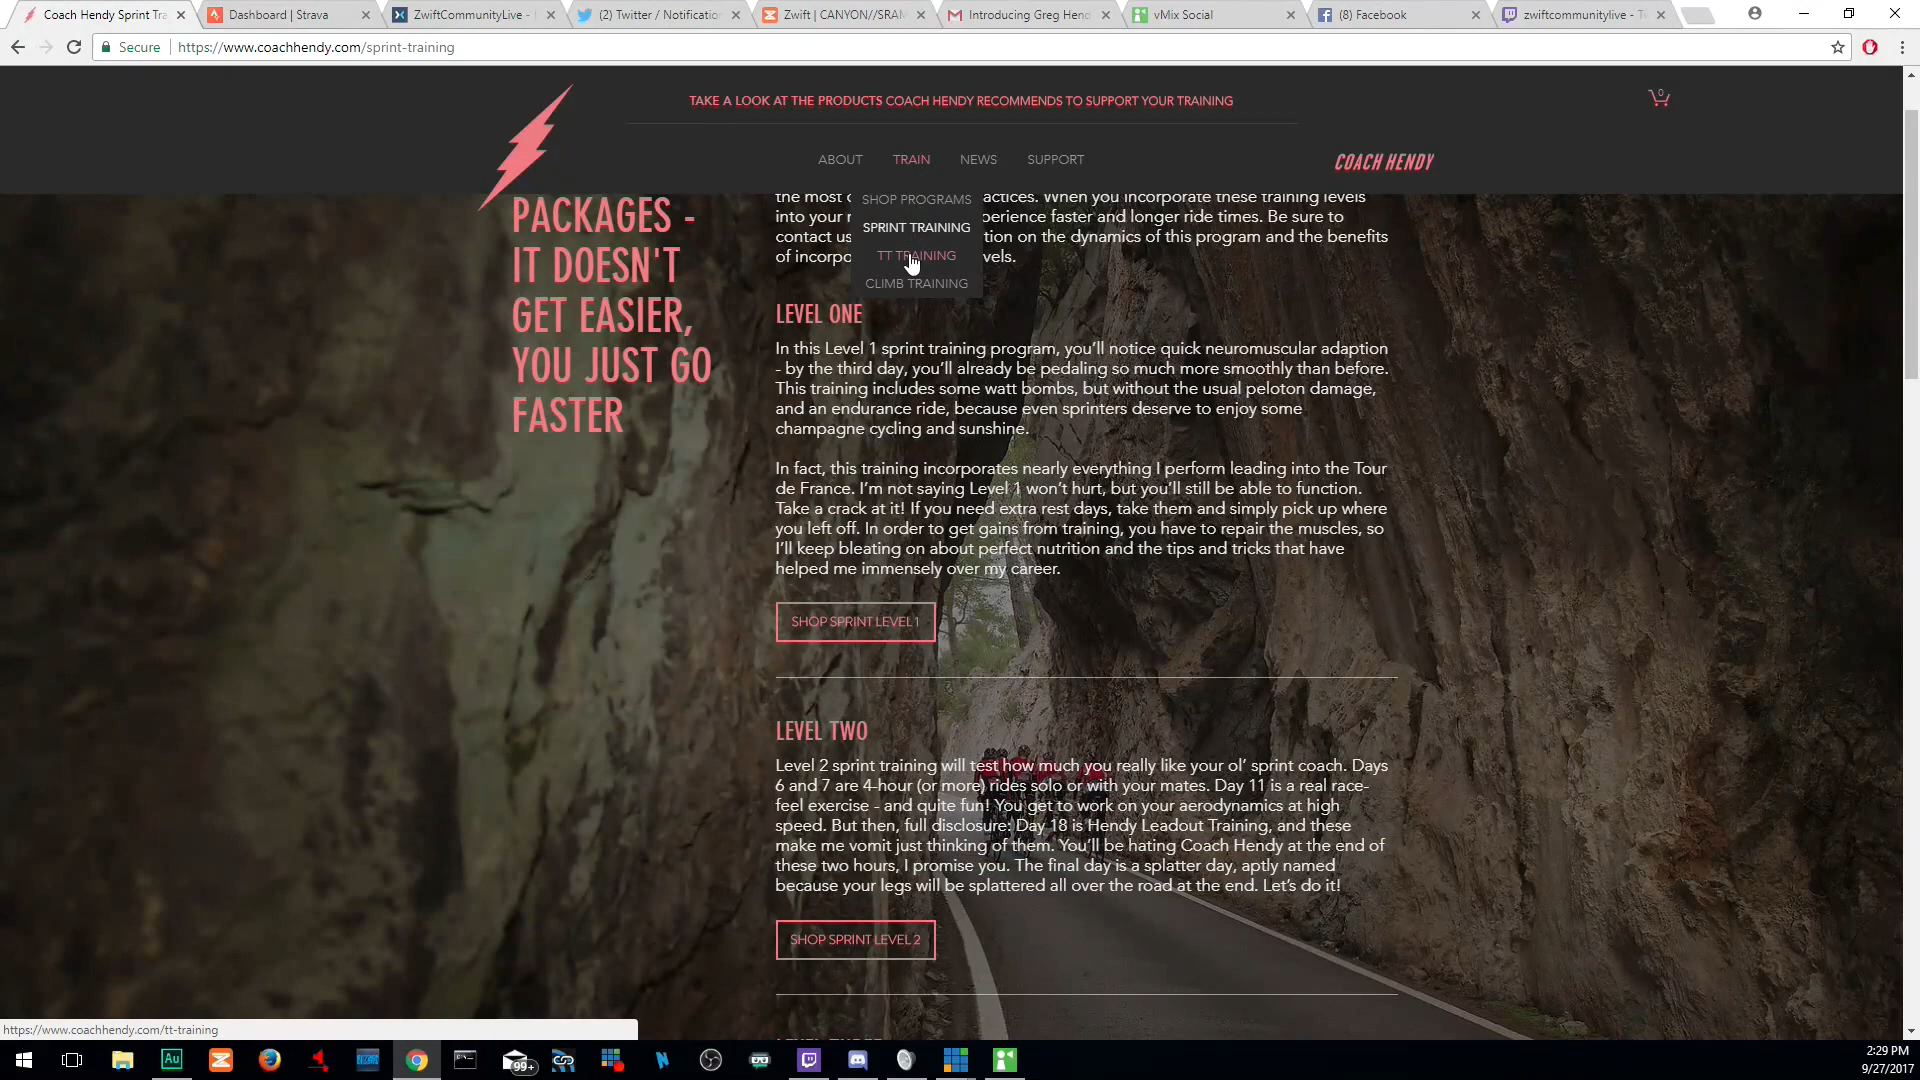 Coach Hendy Sprint Tra
Dashboard | Strava
ZwiftCommunityLive -
(2) Twitter / Notification
Zwift | CANYON//SRAM
Introducing Greg Hend
vMix Social
(8) Facebook
zwiftcommunitylive - T
Secure
https://www.coachhendy.com/sprint-training
TAKE A LOOK AT THE PRODUCTS COACH HENDY RECOMMENDS TO SUPPORT YOUR TRAINING
0
ABOUT TRAIN NEWS SUPPORT
COACH HENDY
SHOP PROGRAMS
SPRINT TRAINING
TT TRAINING
CLIMB TRAINING
PACKAGES -
IT DOESN'T
GET EASIER,
YOU JUST GO
FASTER
the most actices. When you incorporate these training levels
into your perience faster and longer ride times. Be sure to
contact us tion on the dynamics of this program and the benefits
of incorpo vels.
LEVEL ONE
In this Level 1 sprint training program, you’ll notice quick neuromuscular adaption
- by the third day, you’ll already be pedaling so much more smoothly than before.
This training includes some watt bombs, but without the usual peloton damage,
and an endurance ride, because even sprinters deserve to enjoy some
champagne cycling and sunshine.
In fact, this training incorporates nearly everything I perform leading into the Tour
de France. I’m not saying Level 1 won’t hurt, but you’ll still be able to function.
Take a crack at it! If you need extra rest days, take them and simply pick up where
you left off. In order to get gains from training, you have to repair the muscles, so
I’ll keep bleating on about perfect nutrition and the tips and tricks that have
helped me immensely over my career.
SHOP SPRINT LEVEL 1
LEVEL TWO
Level 2 sprint training will test how much you really like your ol’ sprint coach. Days
6 and 7 are 4-hour (or more) rides solo or with your mates. Day 11 is a real race-
feel exercise - and quite fun! You get to work on your aerodynamics at high
speed. But then, full disclosure: Day 18 is Hendy Leadout Training, and these
make me vomit just thinking of them. You’ll be hating Coach Hendy at the end of
these two hours, I promise you. The final day is a splatter day, aptly named
because your legs will be splattered all over the road at the end. Let’s do it!
SHOP SPRINT LEVEL 2
https://www.coachhendy.com/tt-training
Au
99+
2:29 PM
9/27/2017